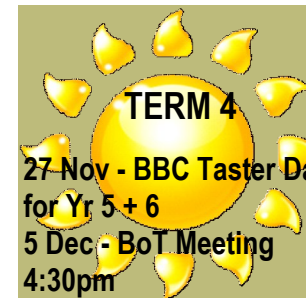 TERM 4
27 Nov - BBC Taster Da
for Yr 5 + 6
5 Dec - BoT Meeting
4:30pm